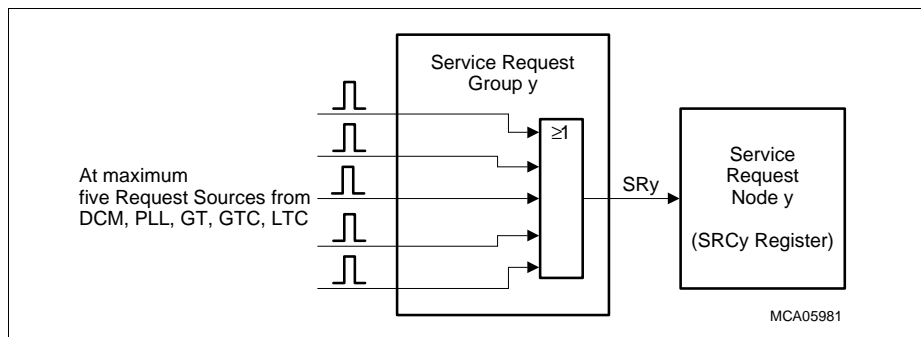 Service Request
Group y
≥1
At maximum
five Request Sources from
DCM, PLL, GT, GTC, LTC
SRy
Service
Request
Node y
(SRCy Register)
MCA05981